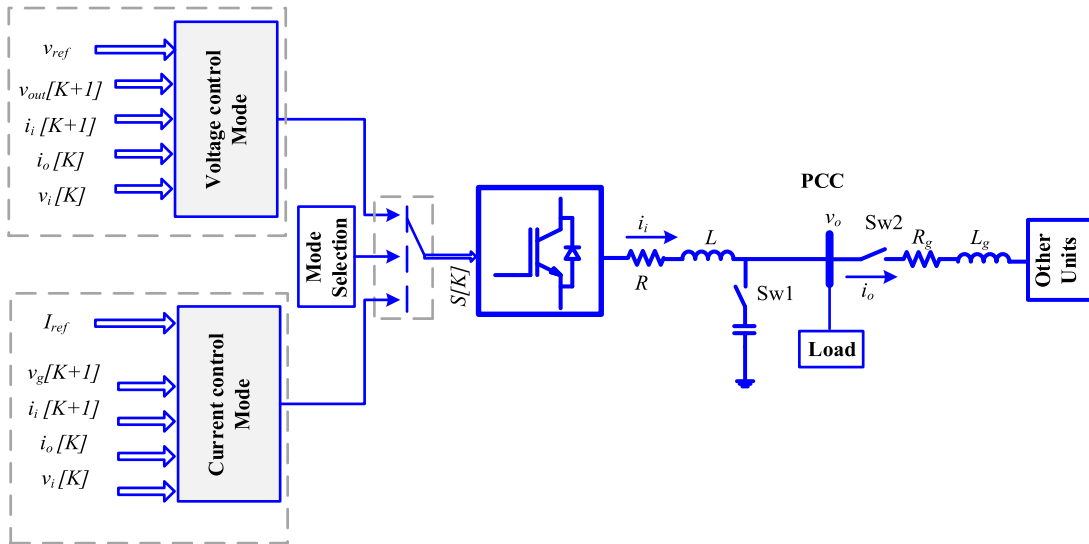 v_ref
v_out[K+1]
i_i [K+1]
i_o[K]
v_i[K]
Voltage control
Mode
I_ref
v_g[K+1]
i_i [K+1]
i_o[K]
v_i[K]
Current control
Mode
Mode
Selection
S[K]
i_i
R
L
Sw1
PCC
v_o
Sw2
i_o
Load
R_g
L_g
Other
Units